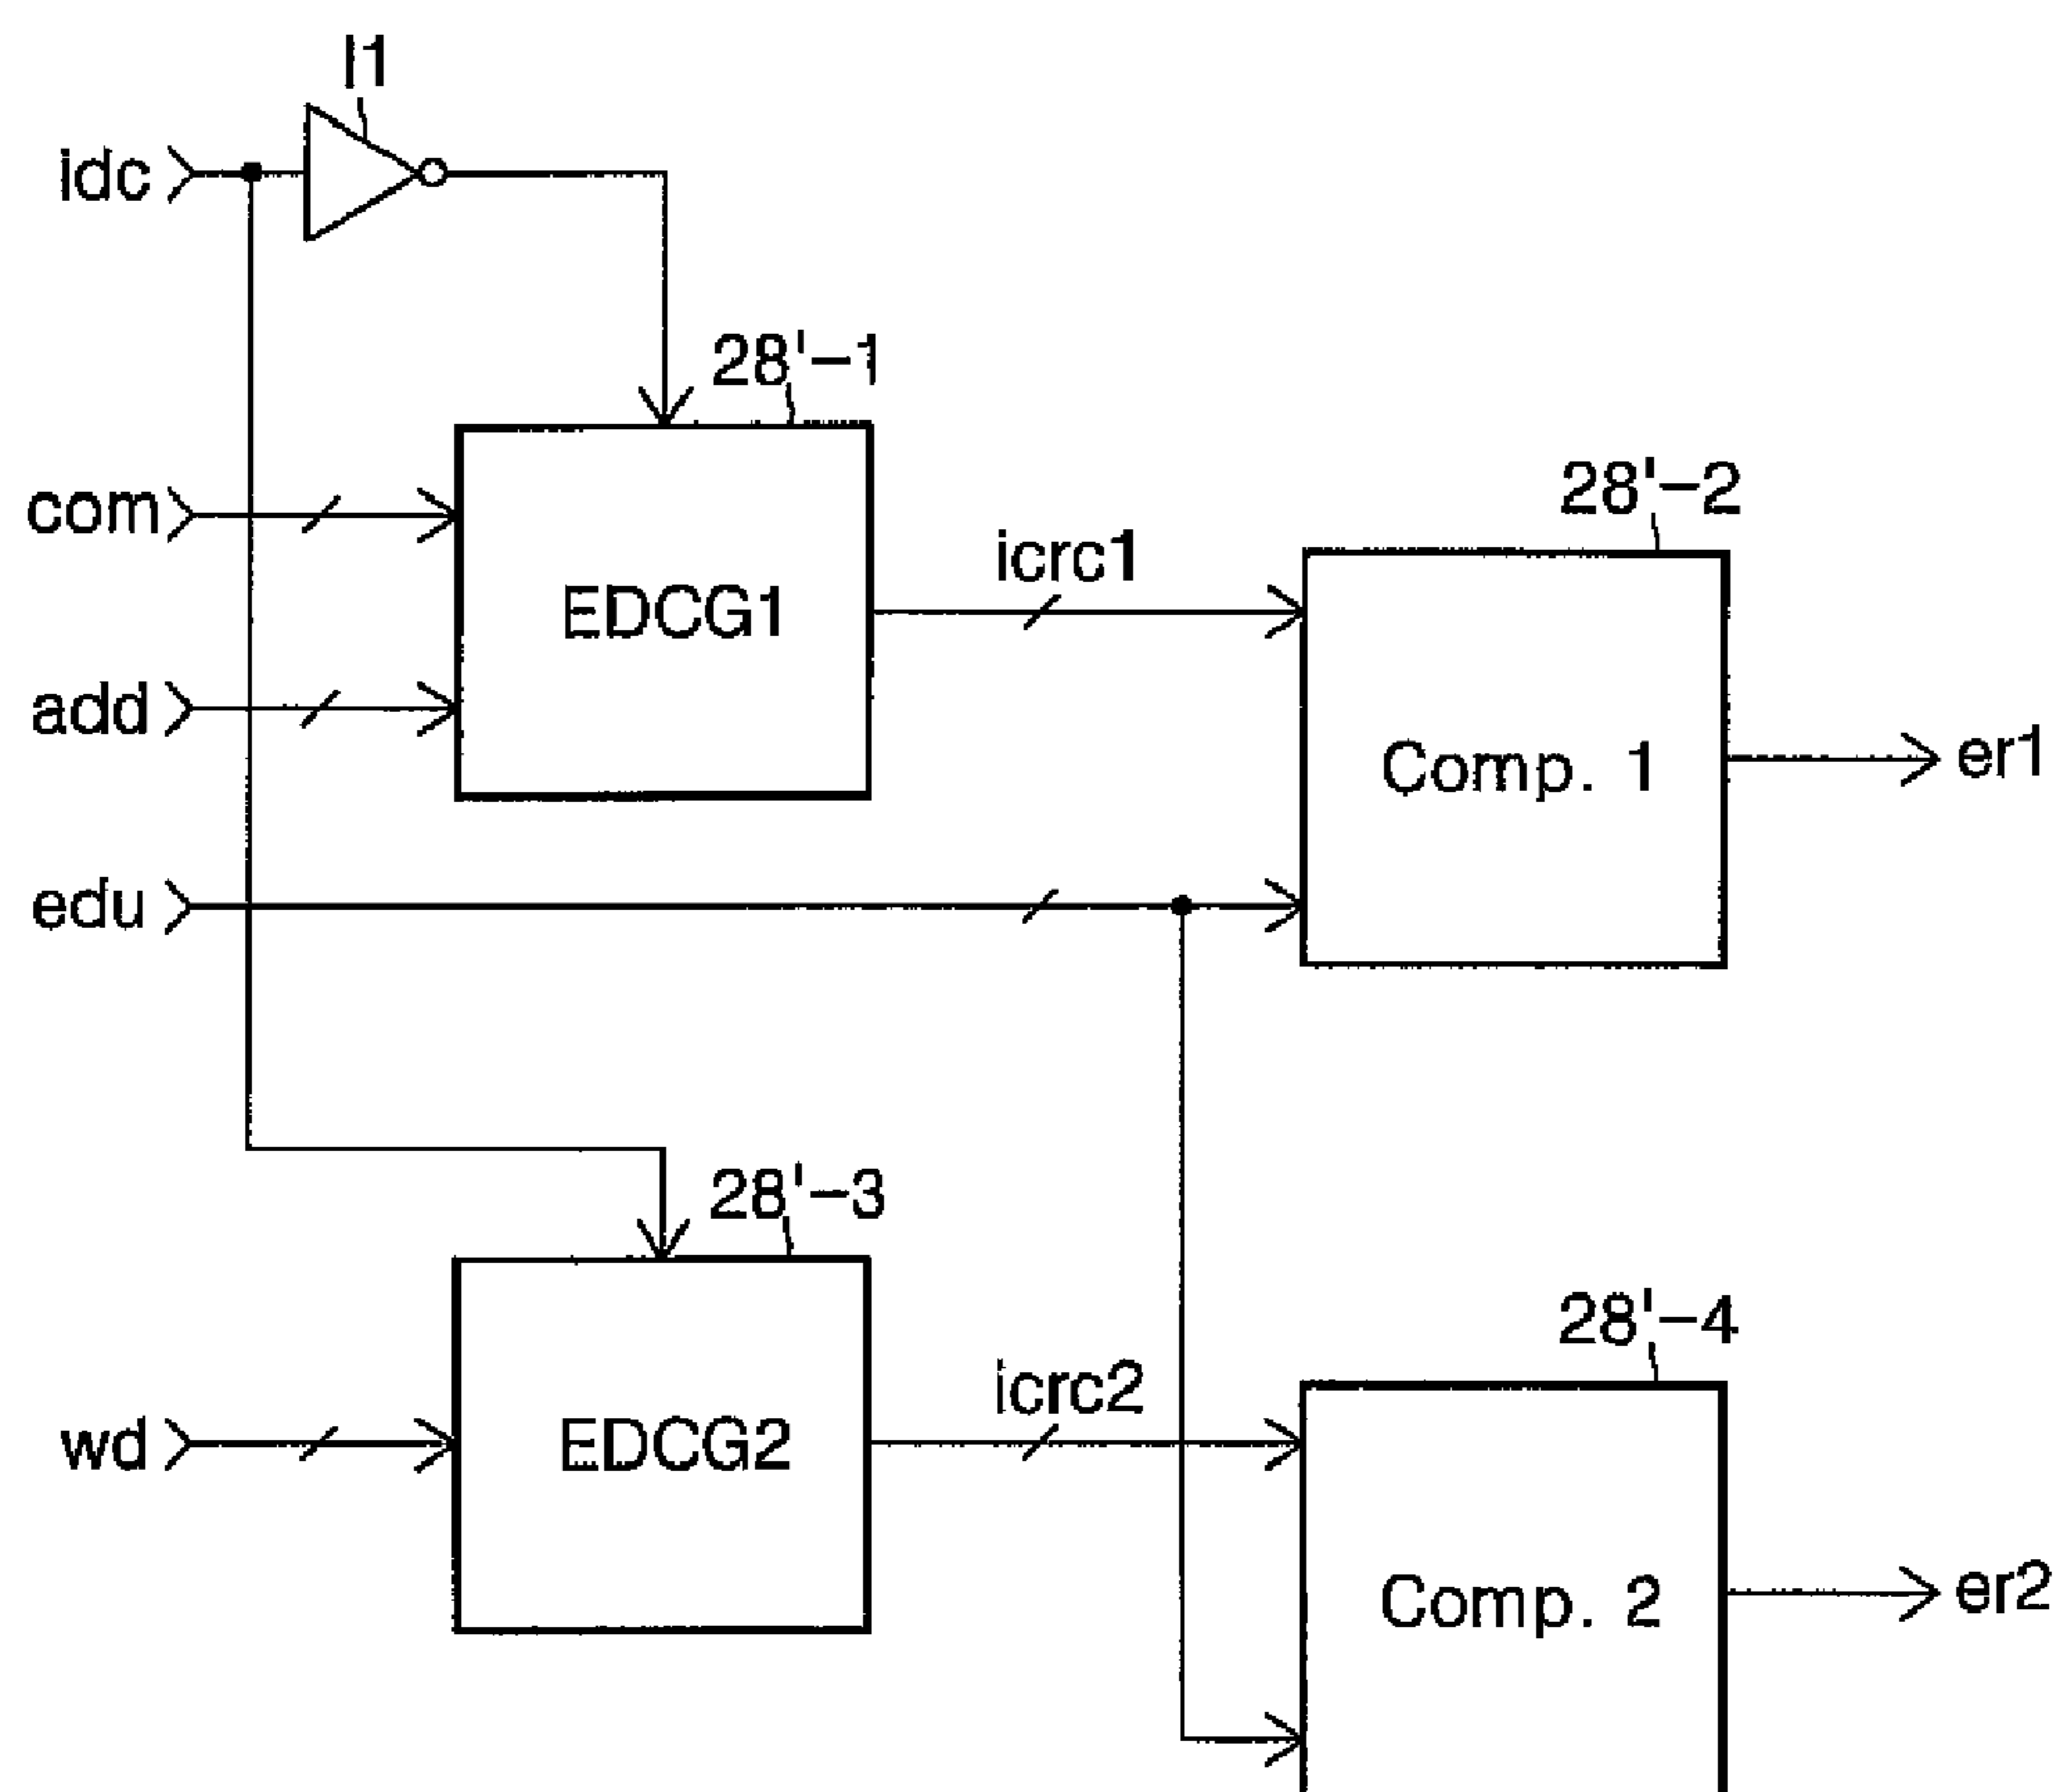 I1
idc
28'-1
com
28'-2
icrc1
EDCG1
add
Comp. 1
er1
edu
28'-3
28'-4
icrc2
wd
EDCG2
Comp. 2
er2